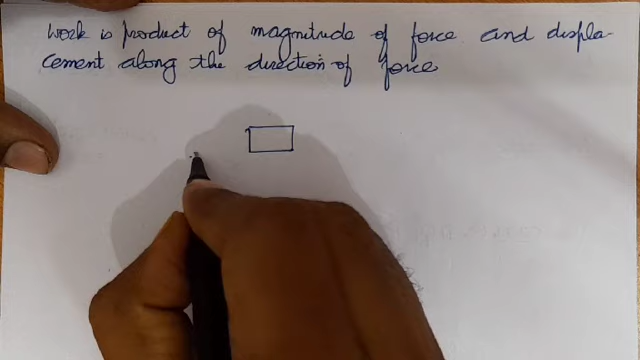 Work is product of magnitude of force and displa-
cement along the direction of force